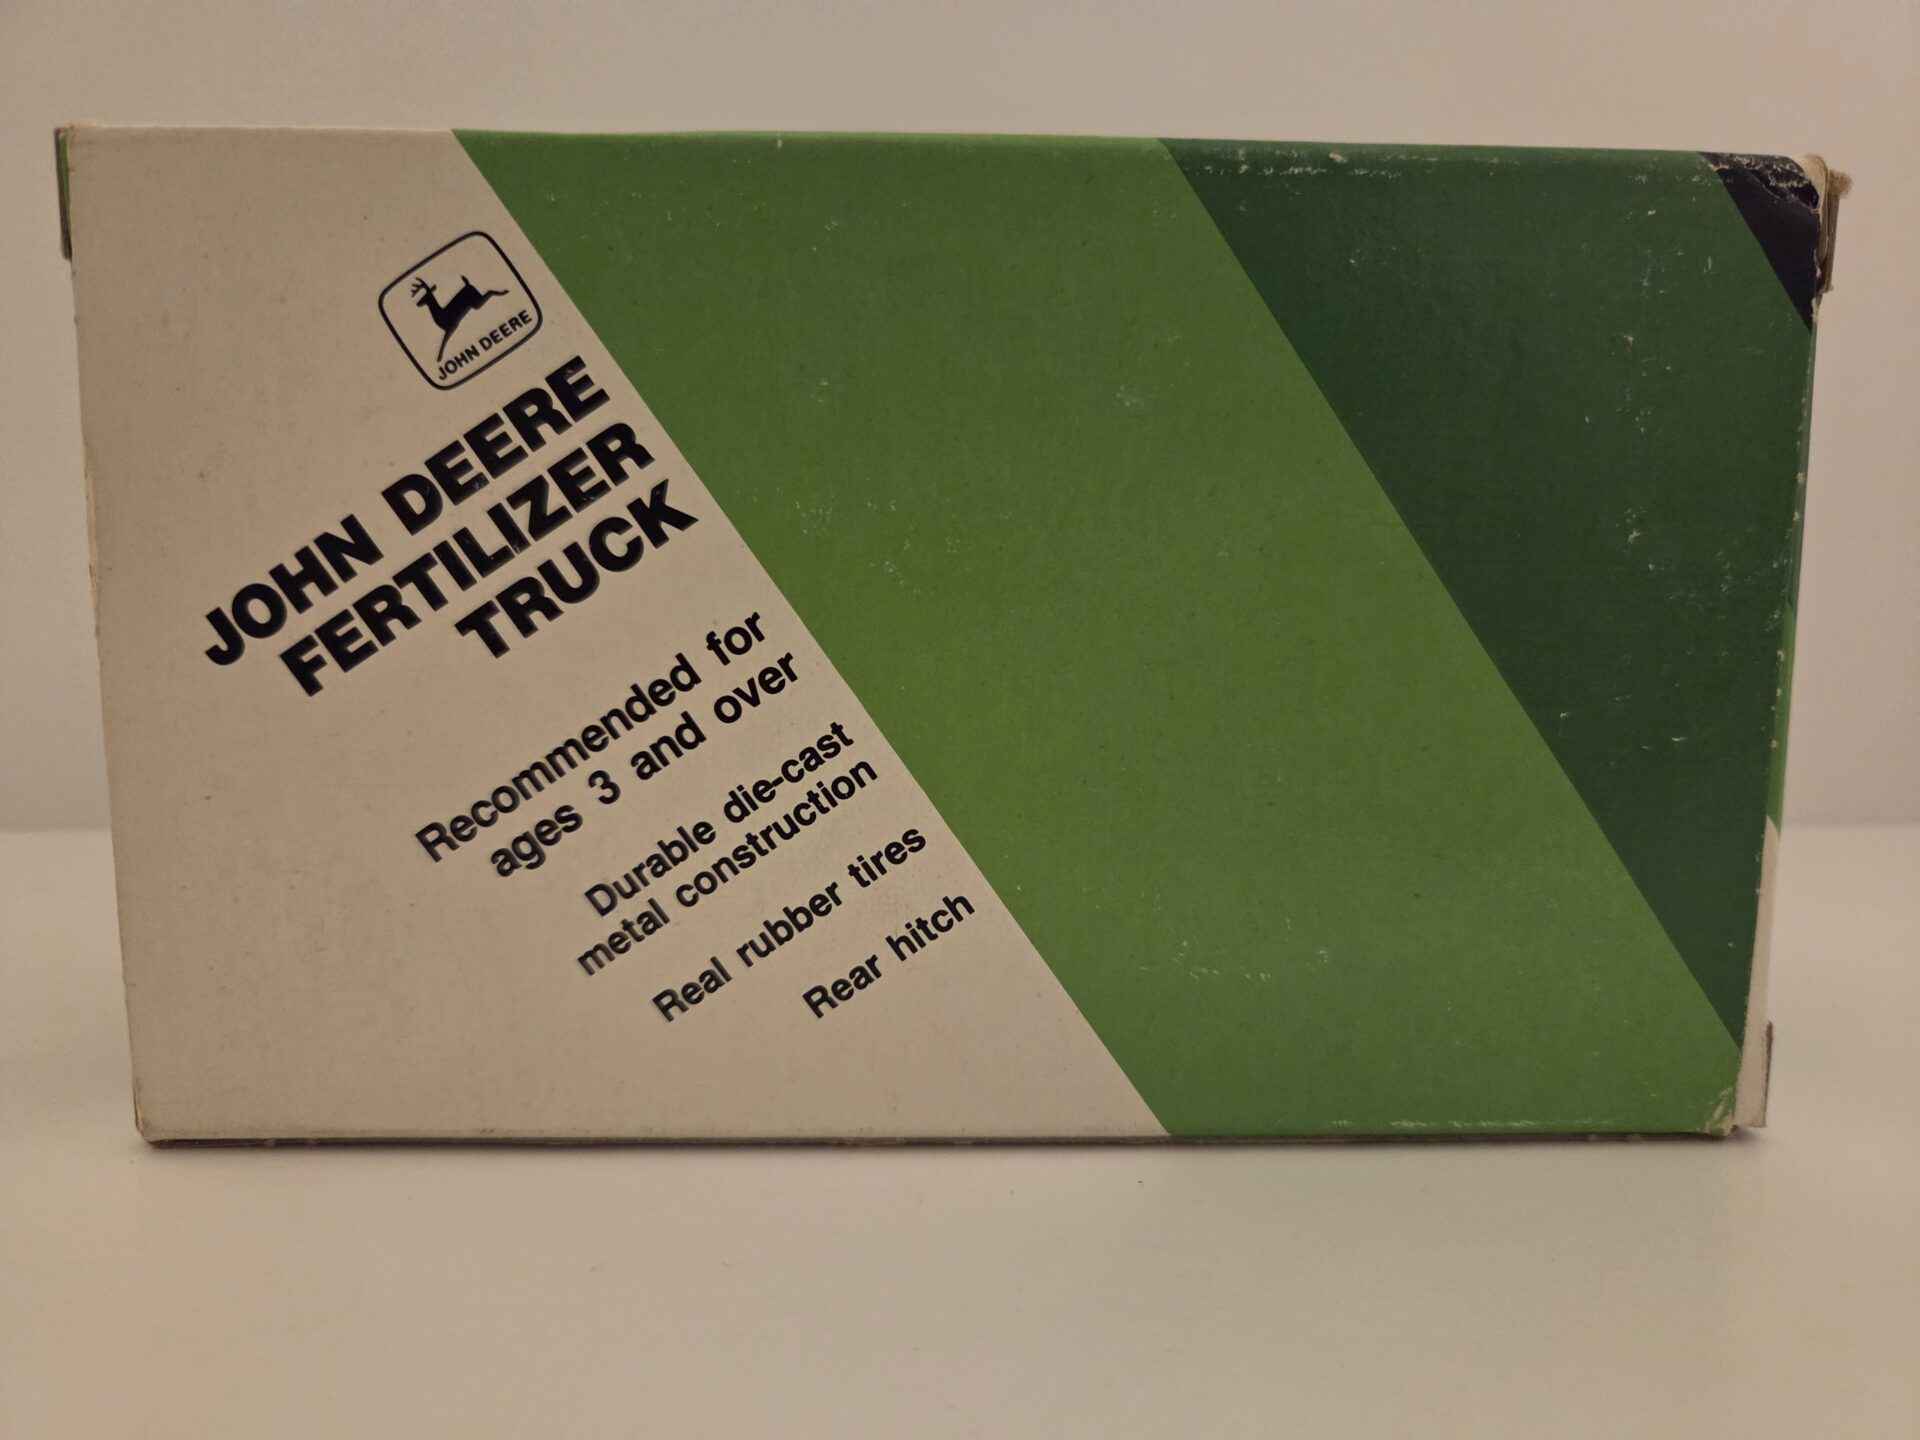 JOHN DEERE
JOHN DEERE
FERTILIZER
TRUCK
Recommended for
ages 3 and over
Durable die-cast
metal construction
Real rubber tires
Rear hitch